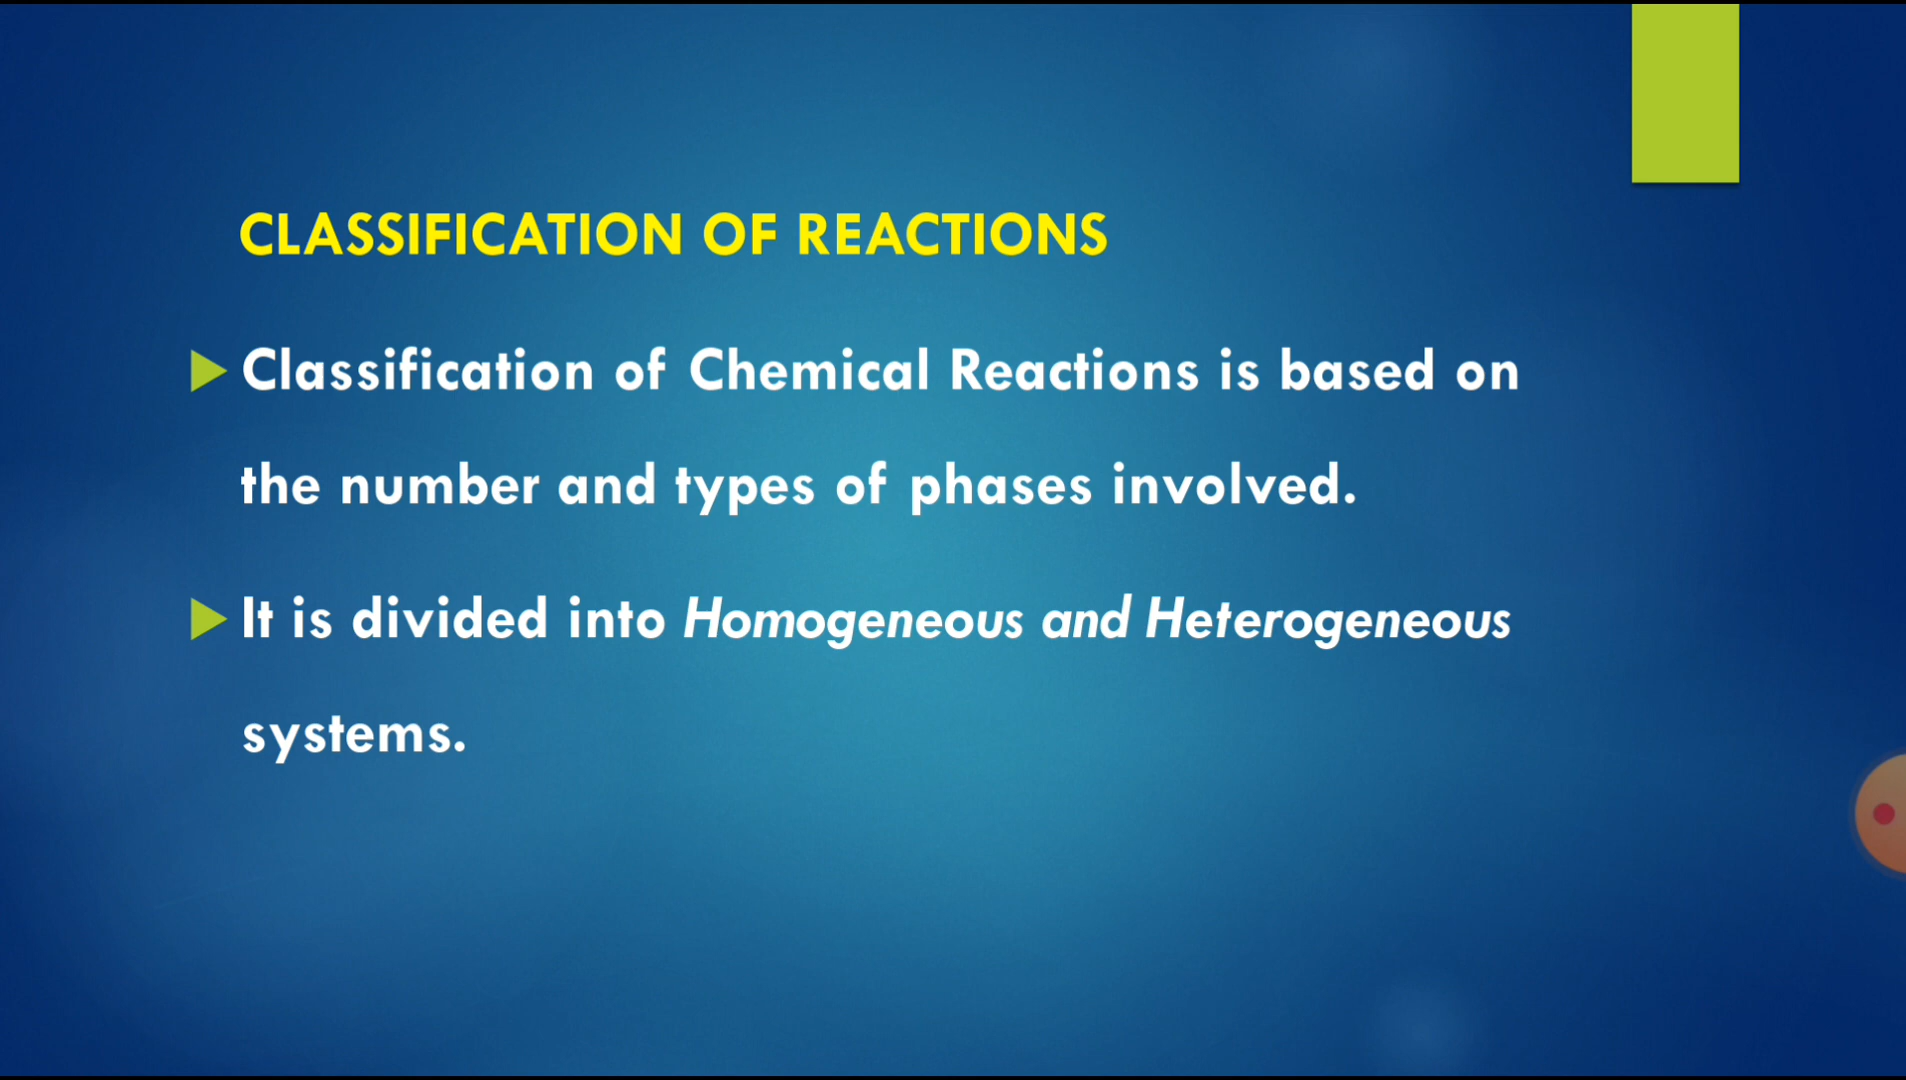 CLASSIFICATION OF REACTIONS
Classification of Chemical Reactions is based on
the number and types of phases involved.
It is divided into Homogeneous and Heterogeneous
systems.